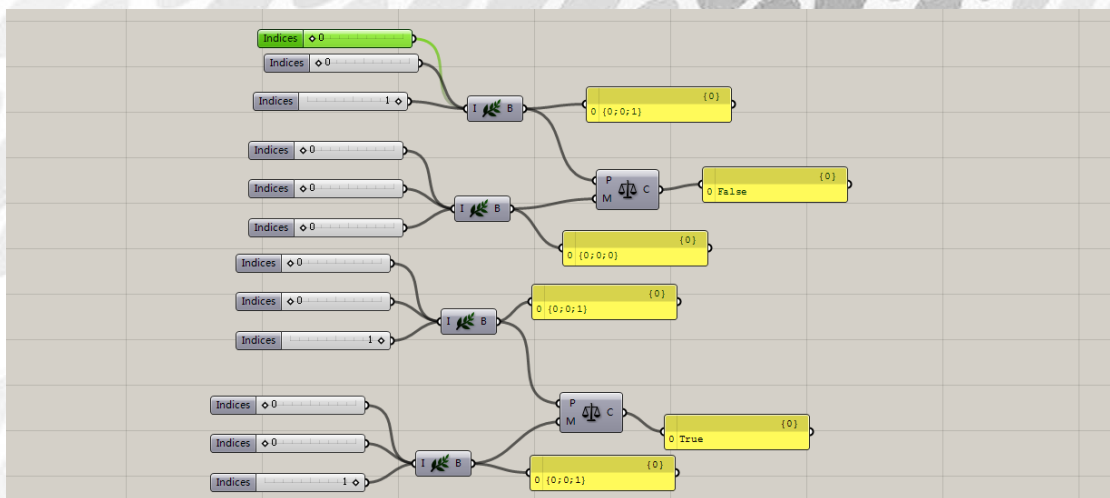 Indices 0
Indices 0
Indices 1
I B
{0}
0 {0;0;1}
Indices 0
Indices 0
Indices 0
I B
P
M
C
{0}
0 False
{0}
0 {0;0;0}
Indices 0
Indices 0
Indices 1
I B
{0}
0 {0;0;1}
Indices 0
Indices 0
Indices 1
I B
P
M
C
{0}
0 True
{0}
0 {0;0;1}